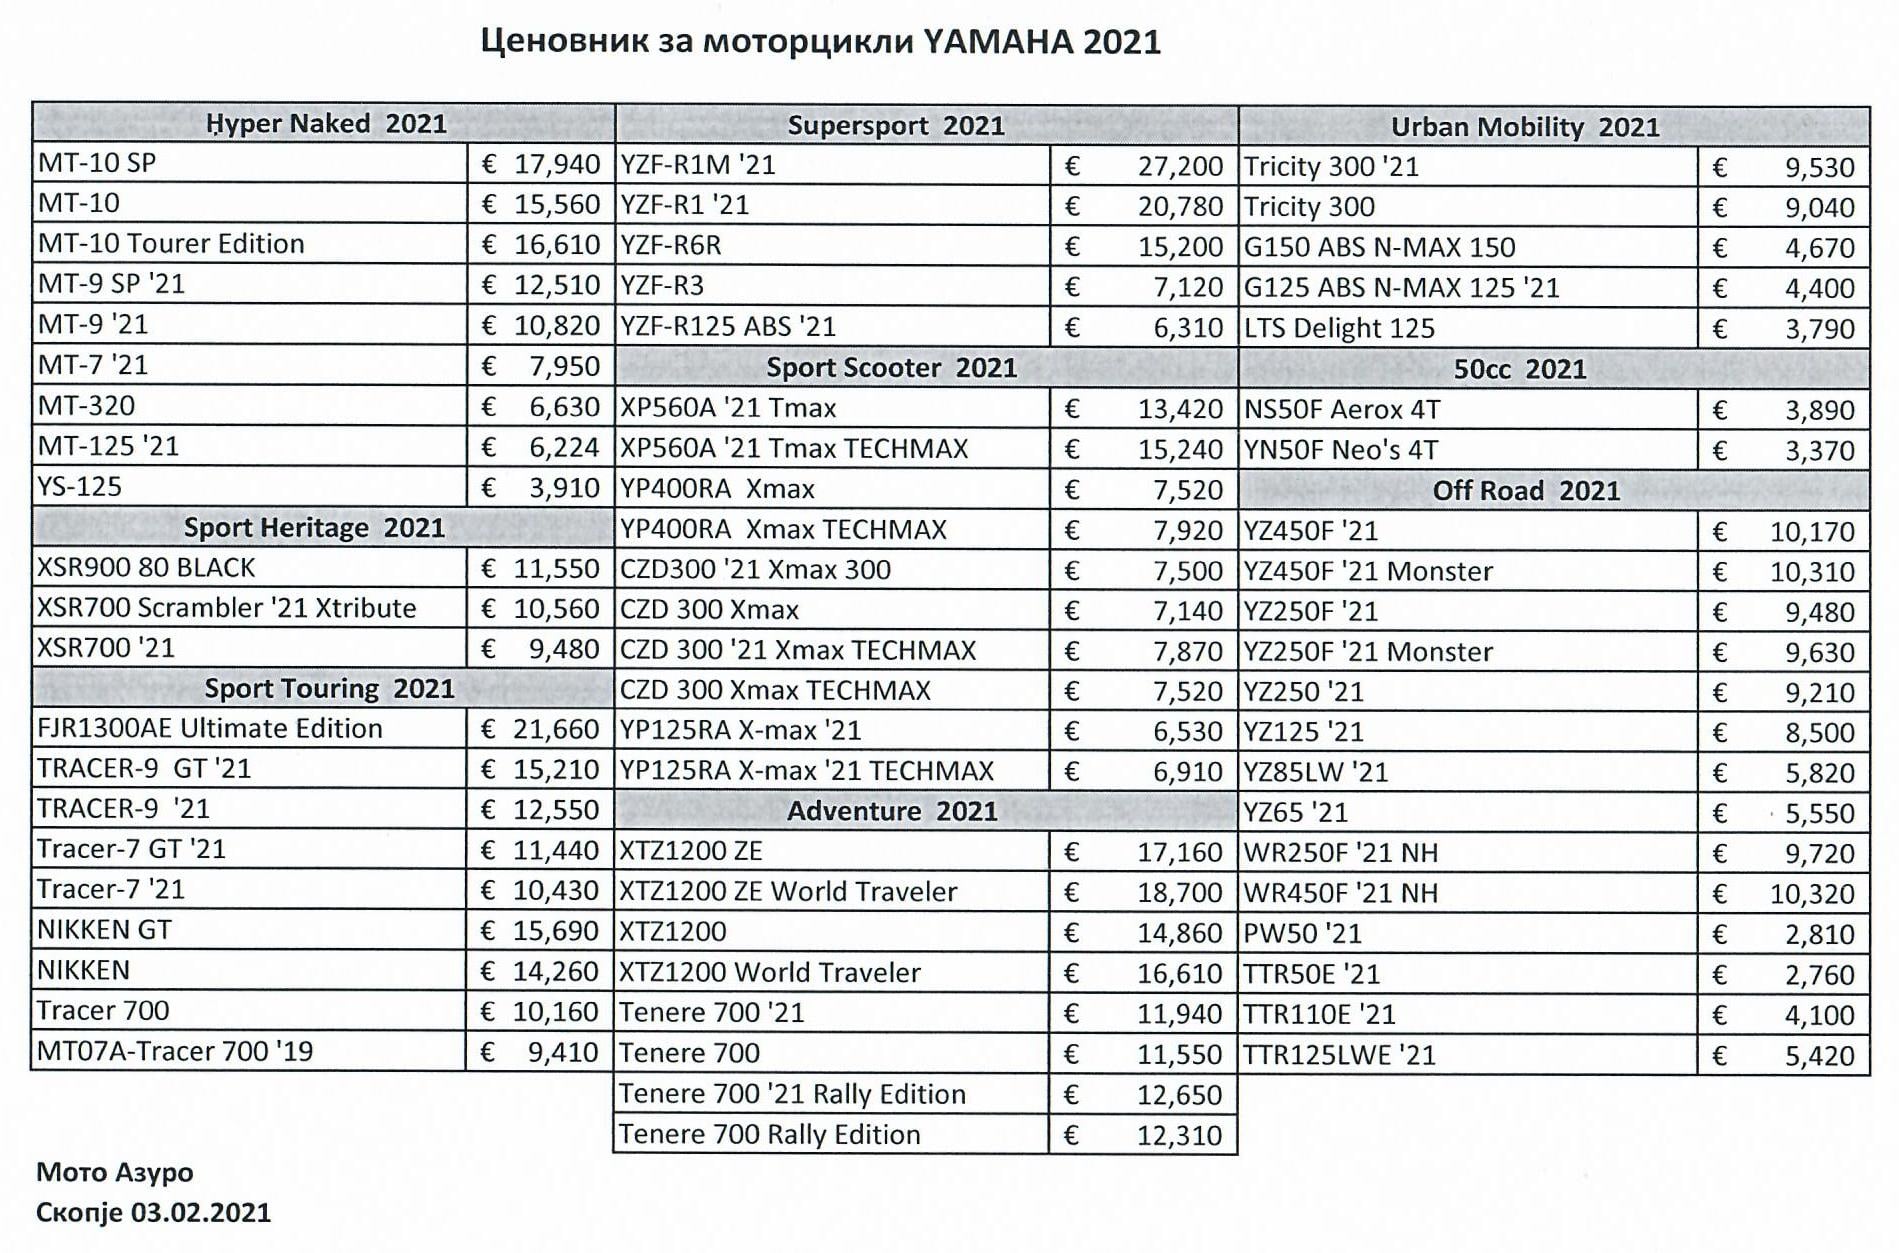 Ценовник за моторцикли YAMAHA 2021
Hyper Naked 2021
MT-10 SP € 17,940
MT-10 € 15,560
MT-10 Tourer Edition € 16,610
MT-9 SP '21 € 12,510
MT-9 '21 € 10,820
MT-7 '21 € 7,950
MT-320 € 6,630
MT-125 '21 € 6,224
YS-125 € 3,910
Sport Heritage 2021
XSR900 80 BLACK € 11,550
XSR700 Scrambler '21 Xtribute € 10,560
XSR700 '21 € 9,480
Sport Touring 2021
FJR1300AE Ultimate Edition € 21,660
TRACER-9 GT '21 € 15,210
TRACER-9 '21 € 12,550
Tracer-7 GT '21 € 11,440
Tracer-7 '21 € 10,430
NIKKEN GT € 15,690
NIKKEN € 14,260
Tracer 700 € 10,160
MT07A-Tracer 700 '19 € 9,410
Supersport 2021
YZF-R1M '21 € 27,200
YZF-R1 '21 € 20,780
YZF-R6R € 15,200
YZF-R3 € 7,120
YZF-R125 ABS '21 € 6,310
Sport Scooter 2021
XP560A '21 Tmax € 13,420
XP560A '21 Tmax TECHMAX € 15,240
YP400RA Xmax € 7,520
YP400RA Xmax TECHMAX € 7,920
CZD300 '21 Xmax 300 € 7,500
CZD 300 Xmax € 7,140
CZD 300 '21 Xmax TECHMAX € 7,870
CZD 300 Xmax TECHMAX € 7,520
YP125RA X-max '21 € 6,530
YP125RA X-max '21 TECHMAX € 6,910
Adventure 2021
XTZ1200 ZE € 17,160
XTZ1200 ZE World Traveler € 18,700
XTZ1200 € 14,860
XTZ1200 World Traveler € 16,610
Tenere 700 '21 € 11,940
Tenere 700 € 11,550
Tenere 700 '21 Rally Edition € 12,650
Tenere 700 Rally Edition € 12,310
Urban Mobility 2021
Tricity 300 '21 € 9,530
Tricity 300 € 9,040
G150 ABS N-MAX 150 € 4,670
G125 ABS N-MAX 125 '21 € 4,400
LTS Delight 125 € 3,790
50cc 2021
NS50F Aerox 4T € 3,890
YN50F Neo's 4T € 3,370
Off Road 2021
YZ450F '21 € 10,170
YZ450F '21 Monster € 10,310
YZ250F '21 € 9,480
YZ250F '21 Monster € 9,630
YZ250 '21 € 9,210
YZ125 '21 € 8,500
YZ85LW '21 € 5,820
YZ65 '21 € 5,550
WR250F '21 NH € 9,720
WR450F '21 NH € 10,320
PW50 '21 € 2,810
TTR50E '21 € 2,760
TTR110E '21 € 4,100
TTR125LWE '21 € 5,420
Мото Азуро
Скопје 03.02.2021